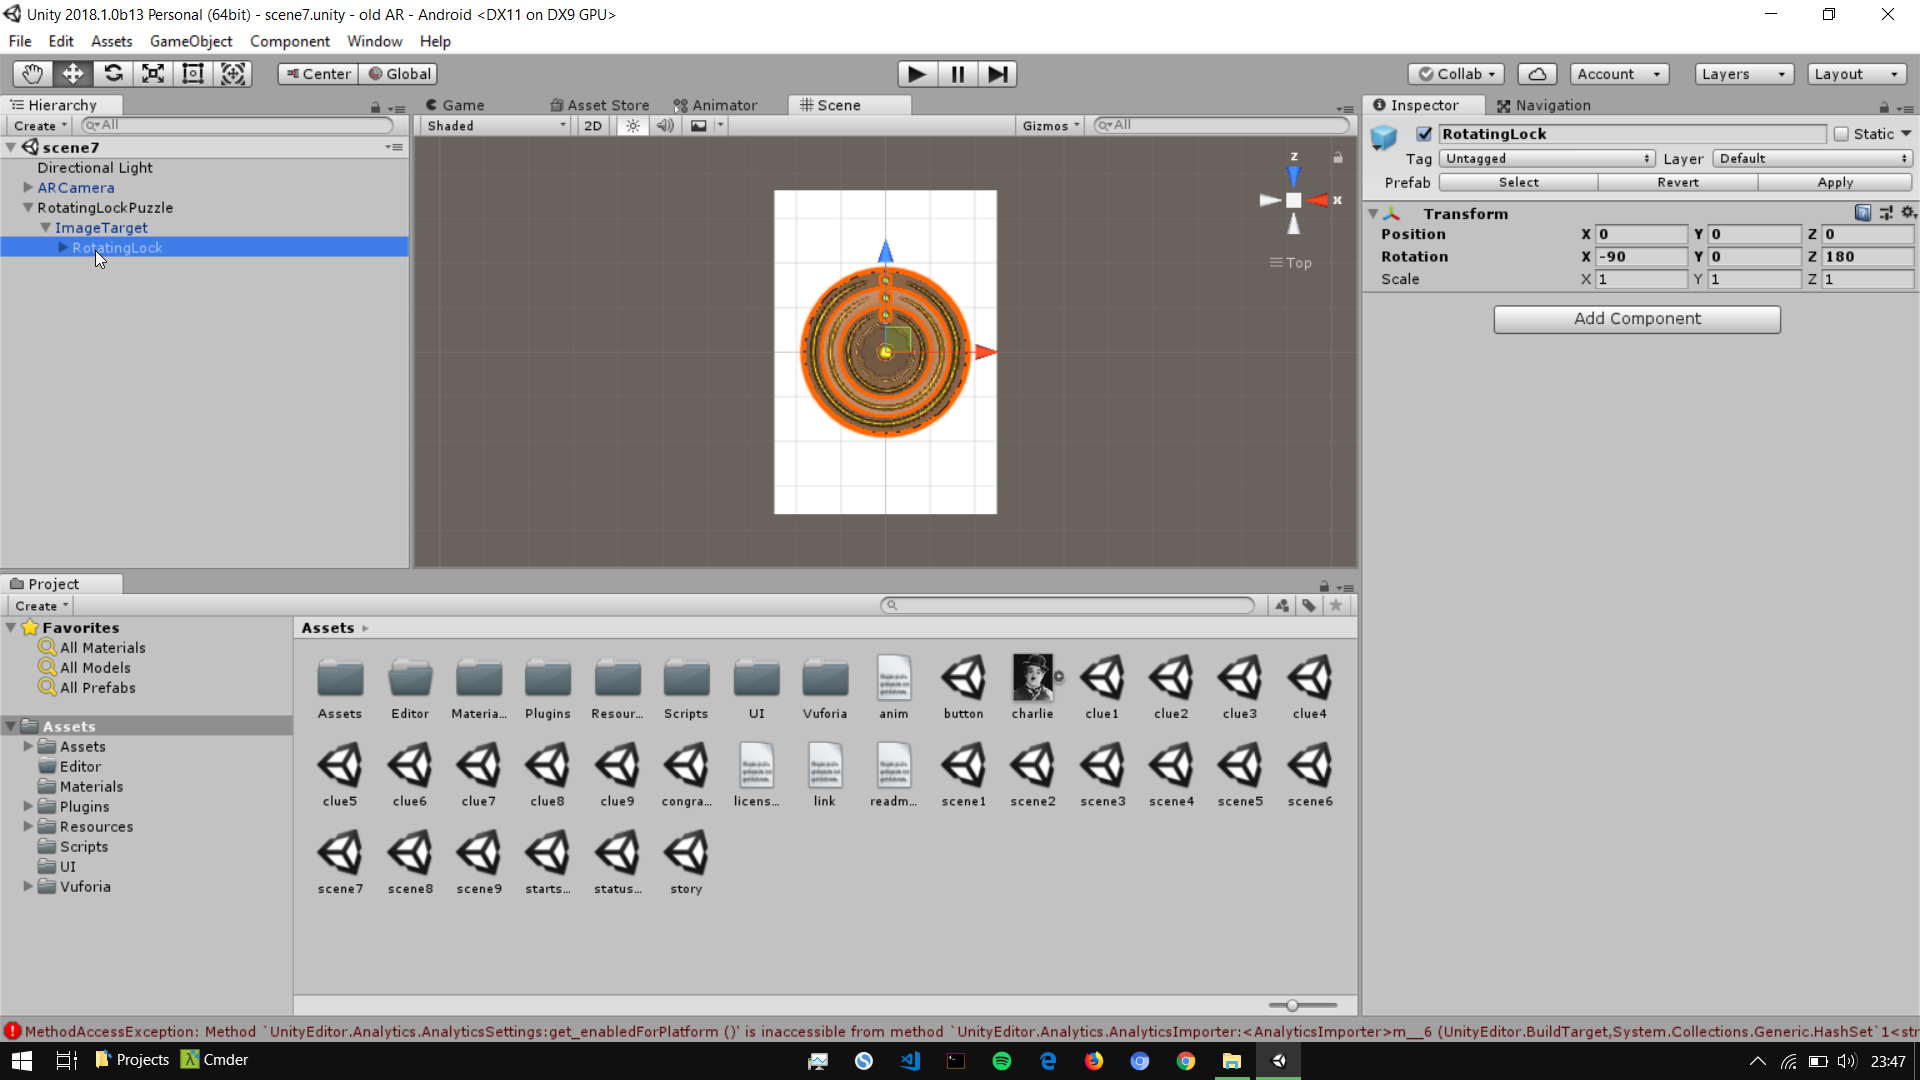 Unity 2018.1.0b13 Personal (64bit) - scene7.unity - old AR - Android <DX11 on DX9 GPU>
File Edit Assets GameObject Component Window Help
Center Global Collab Account Layers Layout
Hierarchy Game Asset Store Animator Scene Inspector Navigation
Create All Shaded 2D Gizmos All RotatingLock Static
scene7
Directional Light
ARCamera
RotatingLockPuzzle
ImageTarget
RotatingLock
z
x
Top
Tag Untagged Layer Default
Prefab Select Revert Apply
Transform
Position X 0 Y 0 Z 0
Rotation X -90 Y 0 Z 180
Scale X 1 Y 1 Z 1
Add Component
Project
Create
Favorites
All Materials
All Models
All Prefabs
Assets
Assets
Editor
Materials
Plugins
Resources
Scripts
UI
Vuforia
Assets
Assets Editor Materia... Plugins Resour... Scripts UI Vuforia anim button charlie clue1 clue2 clue3 clue4
clue5 clue6 clue7 clue8 clue9 congra... licens... link readm... scene1 scene2 scene3 scene4 scene5 scene6
scene7 scene8 scene9 starts... status... story
MethodAccessException: Method `UnityEditor.Analytics.AnalyticsSettings:get_enabledForPlatform ()' is inaccessible from method `UnityEditor.Analytics.AnalyticsImporter:<AnalyticsImporter>m__6 (UnityEditor.BuildTarget,System.Collections.Generic.HashSet`1<str
Projects Cmder 23:47